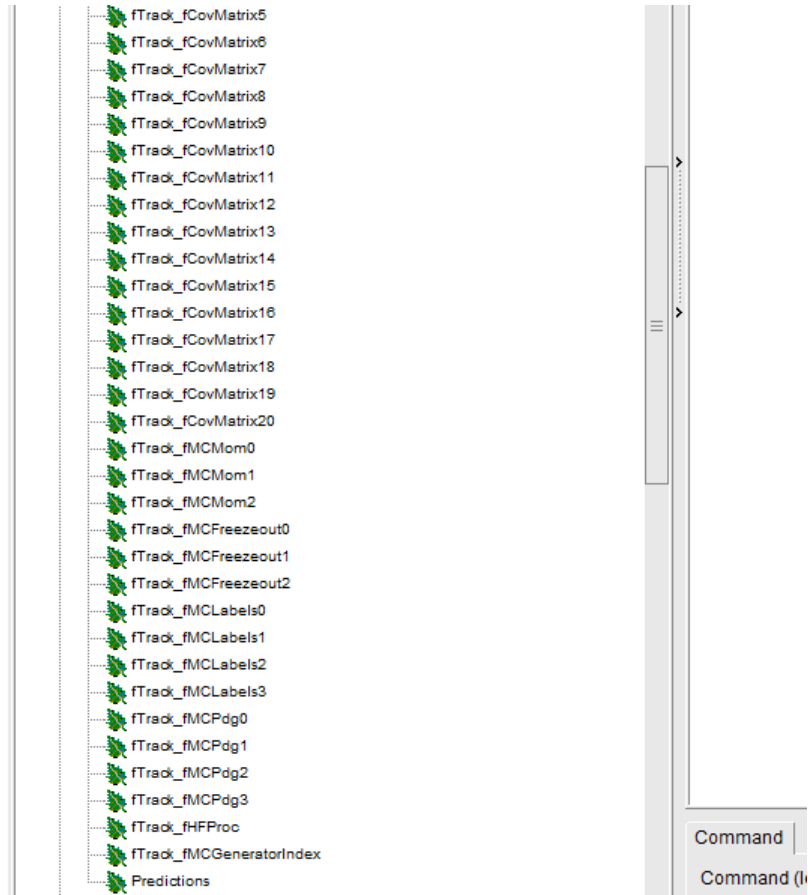 fTrack_fCovMatrix5
fTrack_fCovMatrix6
fTrack_fCovMatrix7
fTrack_fCovMatrix8
fTrack_fCovMatrix9
fTrack_fCovMatrix10
fTrack_fCovMatrix11
fTrack_fCovMatrix12
fTrack_fCovMatrix13
fTrack_fCovMatrix14
fTrack_fCovMatrix15
fTrack_fCovMatrix16
fTrack_fCovMatrix17
fTrack_fCovMatrix18
fTrack_fCovMatrix19
fTrack_fCovMatrix20
fTrack_fMCMom0
fTrack_fMCMom1
fTrack_fMCMom2
fTrack_fMCFreezeout0
fTrack_fMCFreezeout1
fTrack_fMCFreezeout2
fTrack_fMCLabels0
fTrack_fMCLabels1
fTrack_fMCLabels2
fTrack_fMCLabels3
fTrack_fMCPdg0
fTrack_fMCPdg1
fTrack_fMCPdg2
fTrack_fMCPdg3
fTrack_fHFProc
fTrack_fMCGeneratorIndex
Predictions
Command
Command (l